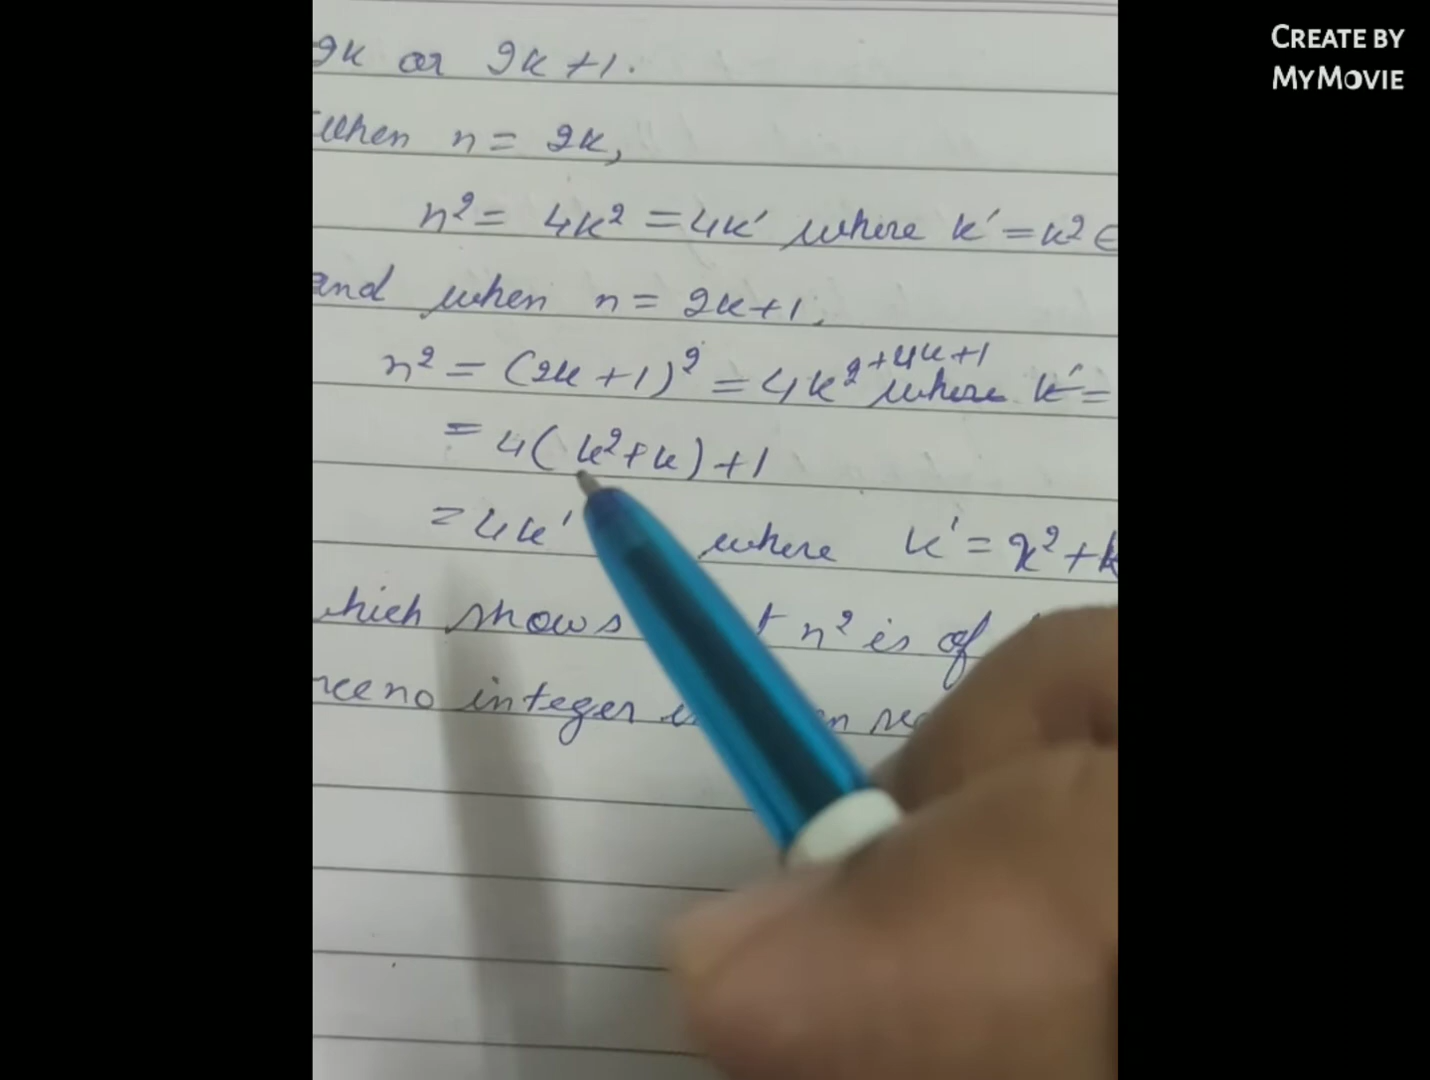 2k or 2k+1.
when n = 2k,
n² = 4k² = 4k' where k' = k² ∈
and when n = 2k+1,
n² = (2k+1)² = 4k²+4k+1 where k' =
= 4(k²+k)+1
= 4k' where k' = k²+k
which shows n² is of
no integer
CREATE BY
MYMOVIE